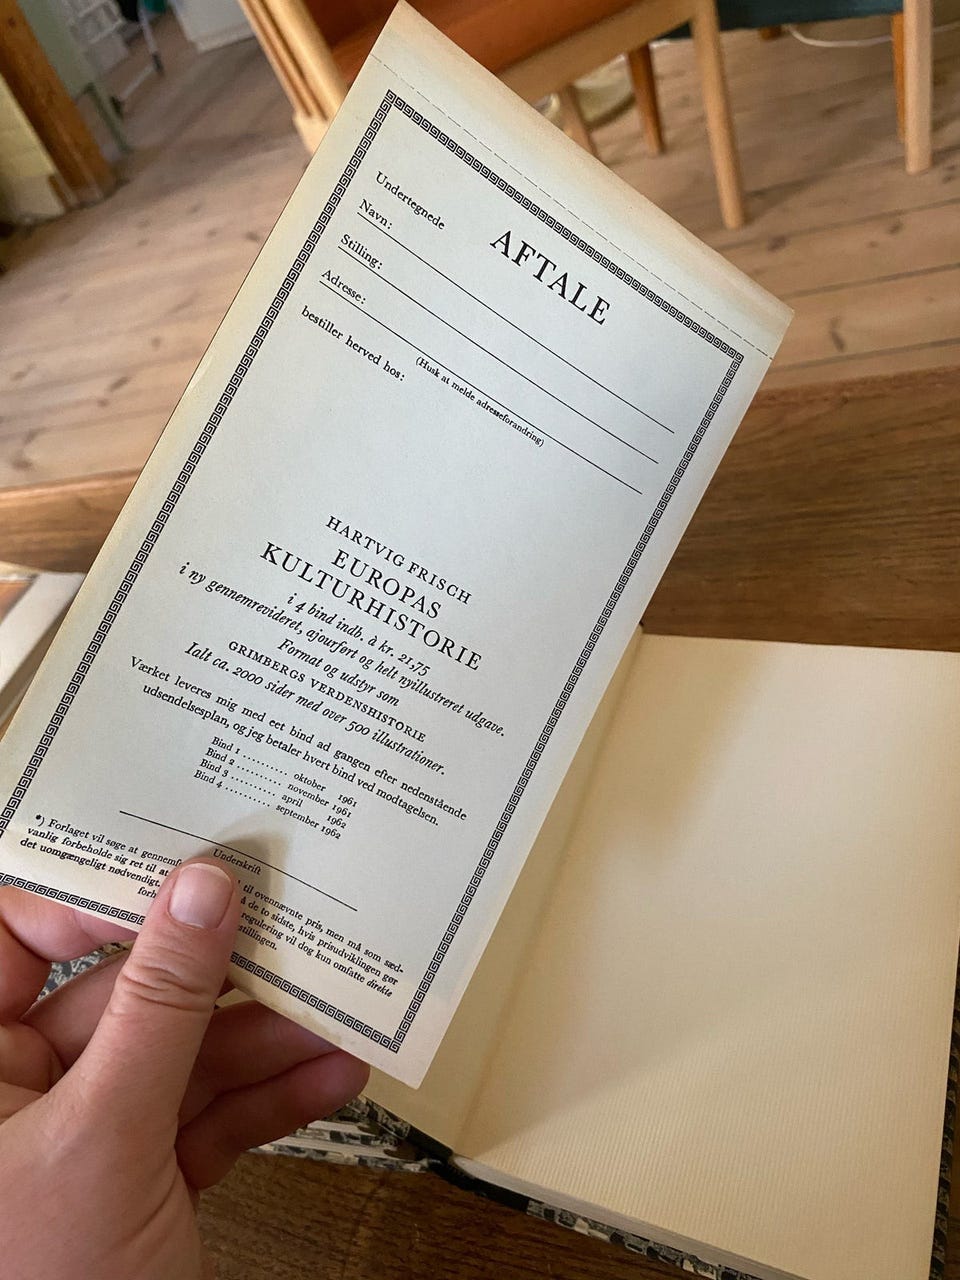 AFTALE
Undertegnede
Navn:
Stilling:
Adresse:
(Husk at melde adresseforandring)
bestiller herved hos:
HARTVIG FRISCH
EUROPAS
KULTURHISTORIE
i 4 bind indb. à kr. 21,75
i ny gennemrevideret, ajourført og helt nyillustreret udgave.
Format og udstyr som
GRIMBERGS VERDENSHISTORIE
Ialt ca. 2000 sider med over 500 illustrationer.
Værket leveres mig med eet bind ad gangen efter nedenstående
udsendelsesplan, og jeg betaler hvert bind ved modtagelsen.
Bind 1 .......... oktober 1961
Bind 2 .......... november 1961
Bind 3 .......... april 1962
Bind 4 .......... september 1962
Underskrift
*) Forlaget vil søge at til ovennævnte pris, men må som sæd-
vanlig forbeholde sig ret til at de to sidste, hvis prisudviklingen gør
det uomgængeligt nødvendigt. regulering vil dog kun omfatte direkte